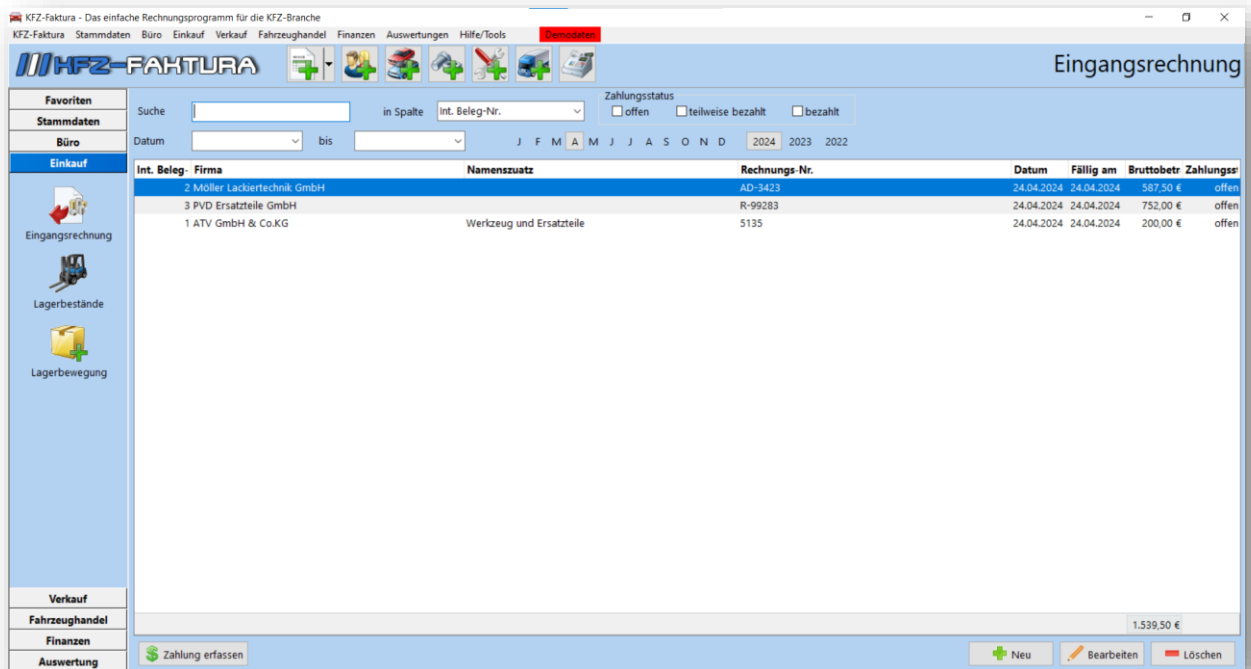 KFZ-Faktura - Das einfache Rechnungsprogramm für die KFZ-Branche
KFZ-Faktura Stammdaten Büro Einkauf Verkauf Fahrzeughandel Finanzen Auswertungen Hilfe/Tools Demodaten
KFZ-FAKTURA Eingangsrechnung
Favoriten
Stammdaten
Büro
Einkauf
Eingangsrechnung
Lagerbestände
Lagerbewegung
Verkauf
Fahrzeughandel
Finanzen
Auswertung
Suche in Spalte Int. Beleg-Nr. Zahlungsstatus offen teilweise bezahlt bezahlt
Datum bis J F M A M J J A S O N D 2024 2023 2022
Int. Beleg- Firma Namenszuatz Rechnungs-Nr. Datum Fällig am Bruttobetr Zahlungss
2 Möller Lackiertechnik GmbH AD-3423 24.04.2024 24.04.2024 587,50 € offen
3 PVD Ersatzteile GmbH R-99283 24.04.2024 24.04.2024 752,00 € offen
1 ATV GmbH & Co.KG Werkzeug und Ersatzteile 5135 24.04.2024 24.04.2024 200,00 € offen
1.539,50 €
Zahlung erfassen Neu Bearbeiten Löschen